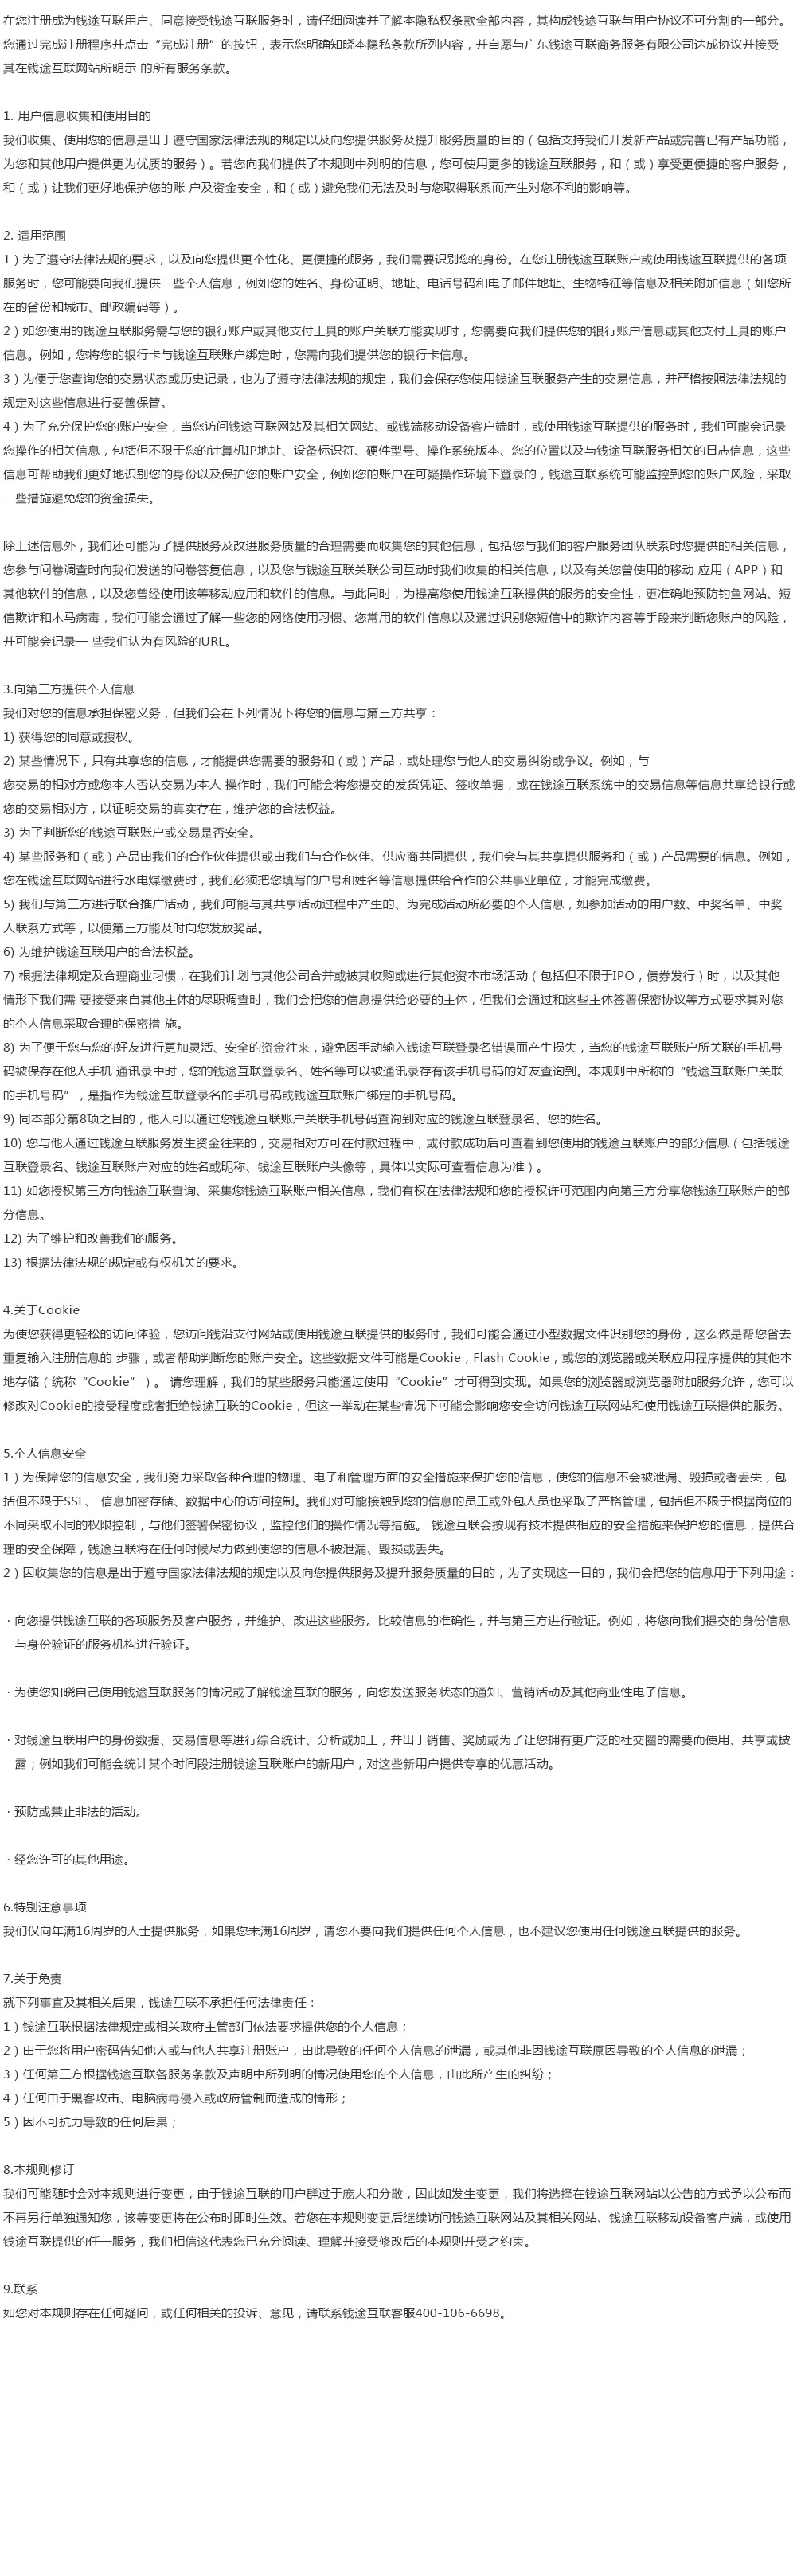 在您注册成为钱途互联用户、同意接受钱途互联服务时，请仔细阅读并了解本隐私权条款全部内容，其构成钱途互联与用户协议不可分割的一部分。
您通过完成注册程序并点击“完成注册”的按钮，表示您明确知晓本隐私条款所列内容，并自愿与广东钱途互联商务服务有限公司达成协议并接受
其在钱途互联网站所明示 的所有服务条款。
1. 用户信息收集和使用目的
我们收集、使用您的信息是出于遵守国家法律法规的规定以及向您提供服务及提升服务质量的目的（包括支持我们开发新产品或完善已有产品功能，
为您和其他用户提供更为优质的服务）。若您向我们提供了本规则中列明的信息，您可使用更多的钱途互联服务，和（或）享受更便捷的客户服务，
和（或）让我们更好地保护您的账 户及资金安全，和（或）避免我们无法及时与您取得联系而产生对您不利的影响等。
2. 适用范围
1）为了遵守法律法规的要求，以及向您提供更个性化、更便捷的服务，我们需要识别您的身份。在您注册钱途互联账户或使用钱途互联提供的各项
服务时，您可能要向我们提供一些个人信息，例如您的姓名、身份证明、地址、电话号码和电子邮件地址、生物特征等信息及相关附加信息（如您所
在的省份和城市、邮政编码等）。
2）如您使用的钱途互联服务需与您的银行账户或其他支付工具的账户关联方能实现时，您需要向我们提供您的银行账户信息或其他支付工具的账户
信息。例如，您将您的银行卡与钱途互联账户绑定时，您需向我们提供您的银行卡信息。
3）为便于您查询您的交易状态或历史记录，也为了遵守法律法规的规定，我们会保存您使用钱途互联服务产生的交易信息，并严格按照法律法规的
规定对这些信息进行妥善保管。
4）为了充分保护您的账户安全，当您访问钱途互联网站及其相关网站、或钱端移动设备客户端时，或使用钱途互联提供的服务时，我们可能会记录
您操作的相关信息，包括但不限于您的计算机IP地址、设备标识符、硬件型号、操作系统版本、您的位置以及与钱途互联服务相关的日志信息，这些
信息可帮助我们更好地识别您的身份以及保护您的账户安全，例如您的账户在可疑操作环境下登录的，钱途互联系统可能监控到您的账户风险，采取
一些措施避免您的资金损失。
除上述信息外，我们还可能为了提供服务及改进服务质量的合理需要而收集您的其他信息，包括您与我们的客户服务团队联系时您提供的相关信息，
您参与问卷调查时向我们发送的问卷答复信息，以及您与钱途互联关联公司互动时我们收集的相关信息，以及有关您曾使用的移动 应用（APP）和
其他软件的信息，以及您曾经使用该等移动应用和软件的信息。与此同时，为提高您使用钱途互联提供的服务的安全性，更准确地预防钓鱼网站、短
信欺诈和木马病毒，我们可能会通过了解一些您的网络使用习惯、您常用的软件信息以及通过识别您短信中的欺诈内容等手段来判断您账户的风险，
并可能会记录一 些我们认为有风险的URL。
3.向第三方提供个人信息
我们对您的信息承担保密义务，但我们会在下列情况下将您的信息与第三方共享：
1) 获得您的同意或授权。
2) 某些情况下，只有共享您的信息，才能提供您需要的服务和（或）产品，或处理您与他人的交易纠纷或争议。例如，与
您交易的相对方或您本人否认交易为本人 操作时，我们可能会将您提交的发货凭证、签收单据，或在钱途互联系统中的交易信息等信息共享给银行或
您的交易相对方，以证明交易的真实存在，维护您的合法权益。
3) 为了判断您的钱途互联账户或交易是否安全。
4) 某些服务和（或）产品由我们的合作伙伴提供或由我们与合作伙伴、供应商共同提供，我们会与其共享提供服务和（或）产品需要的信息。例如，
您在钱途互联网站进行水电煤缴费时，我们必须把您填写的户号和姓名等信息提供给合作的公共事业单位，才能完成缴费。
5) 我们与第三方进行联合推广活动，我们可能与其共享活动过程中产生的、为完成活动所必要的个人信息，如参加活动的用户数、中奖名单、中奖
人联系方式等，以便第三方能及时向您发放奖品。
6) 为维护钱途互联用户的合法权益。
7) 根据法律规定及合理商业习惯，在我们计划与其他公司合并或被其收购或进行其他资本市场活动（包括但不限于IPO，债券发行）时，以及其他
情形下我们需 要接受来自其他主体的尽职调查时，我们会把您的信息提供给必要的主体，但我们会通过和这些主体签署保密协议等方式要求其对您
的个人信息采取合理的保密措 施。
8) 为了便于您与您的好友进行更加灵活、安全的资金往来，避免因手动输入钱途互联登录名错误而产生损失，当您的钱途互联账户所关联的手机号
码被保存在他人手机 通讯录中时，您的钱途互联登录名、姓名等可以被通讯录存有该手机号码的好友查询到。本规则中所称的“钱途互联账户关联
的手机号码”，是指作为钱途互联登录名的手机号码或钱途互联账户绑定的手机号码。
9) 同本部分第8项之目的，他人可以通过您钱途互联账户关联手机号码查询到对应的钱途互联登录名、您的姓名。
10) 您与他人通过钱途互联服务发生资金往来的，交易相对方可在付款过程中，或付款成功后可查看到您使用的钱途互联账户的部分信息（包括钱途
互联登录名、钱途互联账户对应的姓名或昵称、钱途互联账户头像等，具体以实际可查看信息为准）。
11) 如您授权第三方向钱途互联查询、采集您钱途互联账户相关信息，我们有权在法律法规和您的授权许可范围内向第三方分享您钱途互联账户的部
分信息。
12) 为了维护和改善我们的服务。
13) 根据法律法规的规定或有权机关的要求。
4.关于Cookie
为使您获得更轻松的访问体验，您访问钱沿支付网站或使用钱途互联提供的服务时，我们可能会通过小型数据文件识别您的身份，这么做是帮您省去
重复输入注册信息的 步骤，或者帮助判断您的账户安全。这些数据文件可能是Cookie，Flash Cookie，或您的浏览器或关联应用程序提供的其他本
地存储（统称“Cookie” ）。 请您理解，我们的某些服务只能通过使用“Cookie”才可得到实现。如果您的浏览器或浏览器附加服务允许，您可以
修改对Cookie的接受程度或者拒绝钱途互联的Cookie，但这一举动在某些情况下可能会影响您安全访问钱途互联网站和使用钱途互联提供的服务。
5.个人信息安全
1）为保障您的信息安全，我们努力采取各种合理的物理、电子和管理方面的安全措施来保护您的信息，使您的信息不会被泄漏、毁损或者丢失，包
括但不限于SSL、 信息加密存储、数据中心的访问控制。我们对可能接触到您的信息的员工或外包人员也采取了严格管理，包括但不限于根据岗位的
不同采取不同的权限控制，与他们签署保密协议，监控他们的操作情况等措施。 钱途互联会按现有技术提供相应的安全措施来保护您的信息，提供合
理的安全保障，钱途互联将在任何时候尽力做到使您的信息不被泄漏、毁损或丢失。
2）因收集您的信息是出于遵守国家法律法规的规定以及向您提供服务及提升服务质量的目的，为了实现这一目的，我们会把您的信息用于下列用途：
· 向您提供钱途互联的各项服务及客户服务，并维护、改进这些服务。比较信息的准确性，并与第三方进行验证。例如，将您向我们提交的身份信息
与身份验证的服务机构进行验证。
· 为使您知晓自己使用钱途互联服务的情况或了解钱途互联的服务，向您发送服务状态的通知、营销活动及其他商业性电子信息。
· 对钱途互联用户的身份数据、交易信息等进行综合统计、分析或加工，并出于销售、奖励或为了让您拥有更广泛的社交圈的需要而使用、共享或披
露；例如我们可能会统计某个时间段注册钱途互联账户的新用户，对这些新用户提供专享的优惠活动。
· 预防或禁止非法的活动。
· 经您许可的其他用途。
6.特别注意事项
我们仅向年满16周岁的人士提供服务，如果您未满16周岁，请您不要向我们提供任何个人信息，也不建议您使用任何钱途互联提供的服务。
7.关于免责
就下列事宜及其相关后果，钱途互联不承担任何法律责任：
1）钱途互联根据法律规定或相关政府主管部门依法要求提供您的个人信息；
2）由于您将用户密码告知他人或与他人共享注册账户，由此导致的任何个人信息的泄漏，或其他非因钱途互联原因导致的个人信息的泄漏；
3）任何第三方根据钱途互联各服务条款及声明中所列明的情况使用您的个人信息，由此所产生的纠纷；
4）任何由于黑客攻击、电脑病毒侵入或政府管制而造成的情形；
5）因不可抗力导致的任何后果；
8.本规则修订
我们可能随时会对本规则进行变更，由于钱途互联的用户群过于庞大和分散，因此如发生变更，我们将选择在钱途互联网站以公告的方式予以公布而
不再另行单独通知您，该等变更将在公布时即时生效。若您在本规则变更后继续访问钱途互联网站及其相关网站、钱途互联移动设备客户端，或使用
钱途互联提供的任一服务，我们相信这代表您已充分阅读、理解并接受修改后的本规则并受之约束。
9.联系
如您对本规则存在任何疑问，或任何相关的投诉、意见，请联系钱途互联客服400-106-6698。